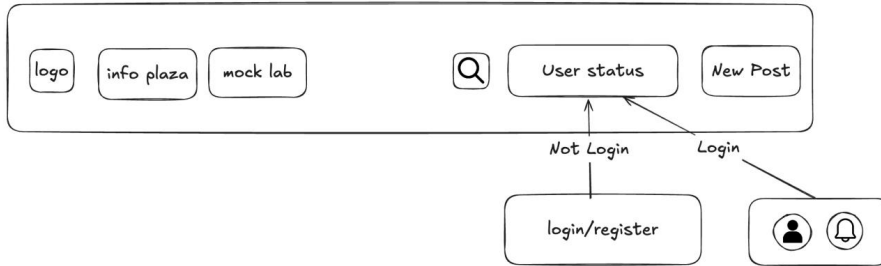 logo
info plaza
mock lab
User status
New Post
Not Login
Login
login/register